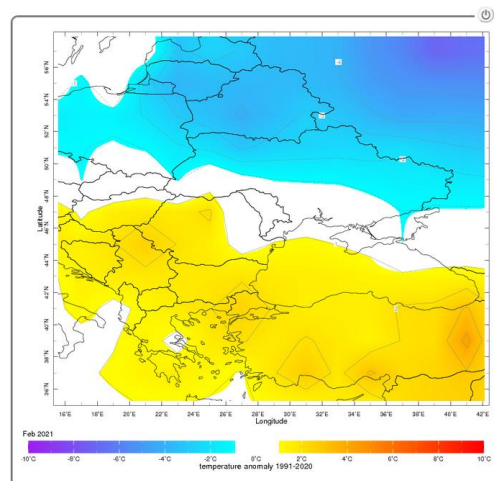 56˚N
54˚N
52˚N
50˚N
48˚N
46˚N
44˚N
42˚N
40˚N
38˚N
36˚N
Latitude
16˚E 18˚E 20˚E 22˚E 24˚E 26˚E 28˚E 30˚E 32˚E 34˚E 36˚E 38˚E 40˚E 42˚E
Longitude
Feb 2021
-10˚C -8˚C -6˚C -4˚C -2˚C 0˚C 2˚C 4˚C 6˚C 8˚C 10˚C
temperature anomaly 1991-2020